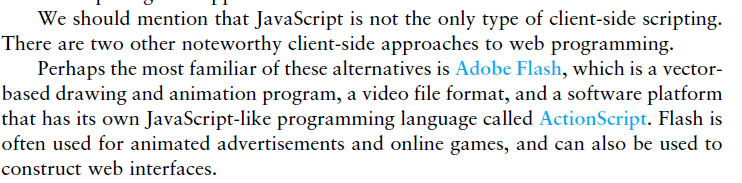 We should mention that JavaScript is not the only type of client-side scripting.
There are two other noteworthy client-side approaches to web programming.
Perhaps the most familiar of these alternatives is Adobe Flash, which is a vector-
based drawing and animation program, a video file format, and a software platform
that has its own JavaScript-like programming language called ActionScript. Flash is
often used for animated advertisements and online games, and can also be used to
construct web interfaces.